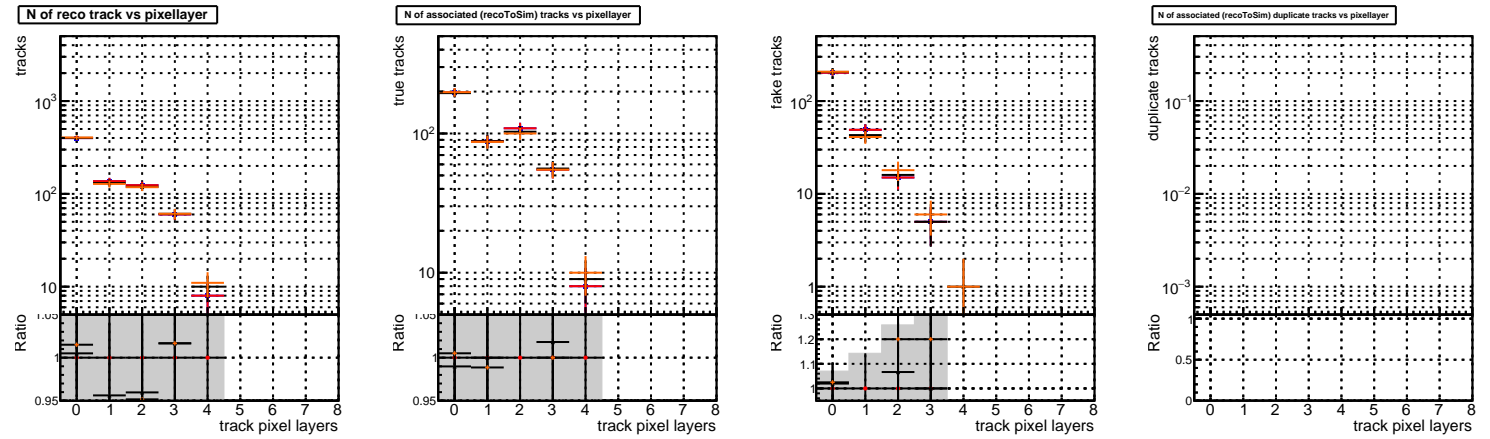 N of reco track vs pixellayer
tracks
10³
10²
10
Ratio
1.05
1
0.95
0 1 2 3 4 5 6 7 8
track pixel layers
N of associated (recoToSim) tracks vs pixellayer
true tracks
10²
10
Ratio
1.05
1
0.95
0 1 2 3 4 5 6 7 8
track pixel layers
fake tracks
10²
10
1
Ratio
1.3
1.2
1.1
1
0 1 2 3 4 5 6 7 8
track pixel layers
N of associated (recoToSim) duplicate tracks vs pixellayer
duplicate tracks
10⁻¹
10⁻²
10⁻³
Ratio
1
0.5
0
0 1 2 3 4 5 6 7 8
track pixel layers